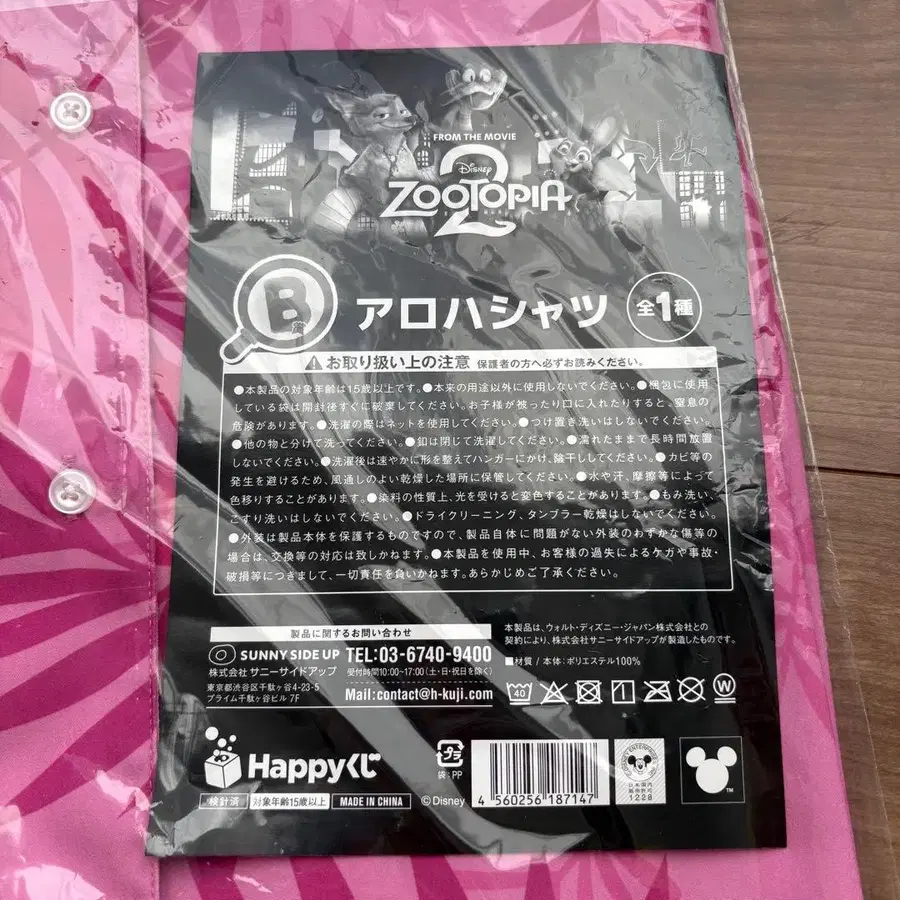 FROM THE MOVIE
Disney
ZOOTOPIA
2
B
アロハシャツ
全1種
お取り扱い上の注意 保護者の方へ必ずお読みください。
●本製品の対象年齢は15歳以上です。●本来の用途以外に使用しないでください。●梱包に使用
している袋は開封後すぐに破棄してください。お子様が被ったり口に入れたりすると、窒息の
危険があります。●洗濯の際はネットを使用してください。●つけ置き洗いはしないでください。
●他の物と分けて洗ってください。●釦は閉じて洗濯してください。●濡れたままで長時間放置
しないでください。●洗濯後は速やかに形を整えてハンガーにかけ、陰干ししてください。●カビ等の
発生を避けるため、風通しのよい乾燥した場所に保管してください。●水や汗、摩擦等によって
色移りすることがあります。●染料の性質上、光を受けると変色することがあります。●もみ洗い、
こすり洗いはしないでください。●ドライクリーニング、タンブラー乾燥はしないでください。
●外装は製品本体を保護するものですので、製品自体に問題がない外装のわずかな傷等の
場合は、交換等の対応は致しかねます。●本製品を使用中、お客様の過失によるケガや事故・
破損等につきまして、一切責任を負いかねます。あらかじめご了承ください。
製品に関するお問い合わせ
SUNNY SIDE UP
株式会社 サニーサイドアップ
東京都渋谷区千駄ヶ谷4-23-5
プライム千駄ヶ谷ビル 7F
TEL:03-6740-9400
受付時間10:00~17:00(土・日・祝日を除く)
Mail:contact@h-kuji.com
本製品は、ウォルト・ディズニー・ジャパン株式会社との
契約により、株式会社サニーサイドアップが製造したものです。
■材質 / 本体:ポリエステル100%
40
W
Happyくじ
検針済
対象年齢15歳以上
MADE IN CHINA
©Disney
プラ
袋:PP
4 560256 187147
日本国内
販売許可
1228
TM